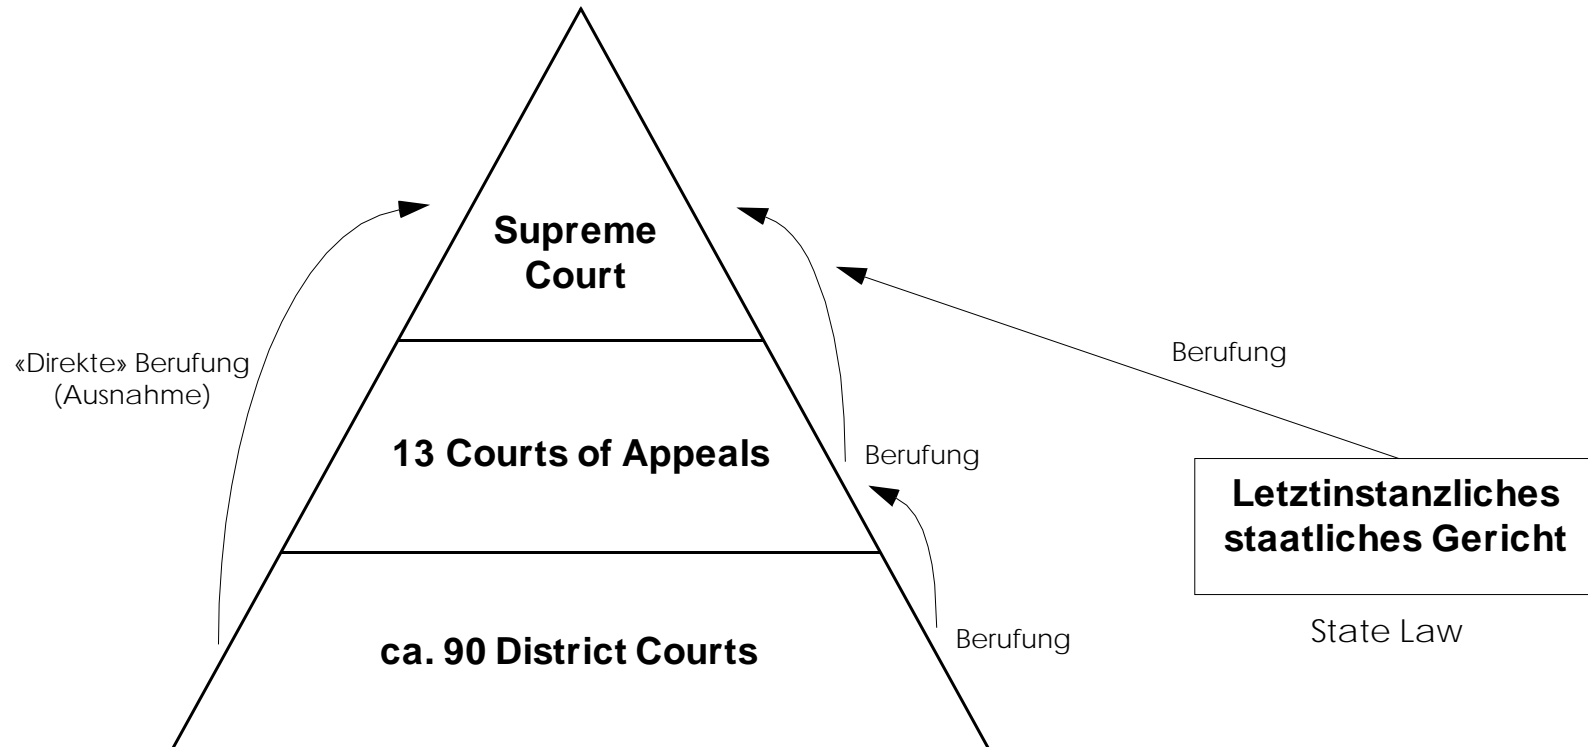 Supreme
Court
«Direkte» Berufung
(Ausnahme)
Berufung
13 Courts of Appeals
Berufung
Letztinstanzliches
staatliches Gericht
State Law
ca. 90 District Courts
Berufung